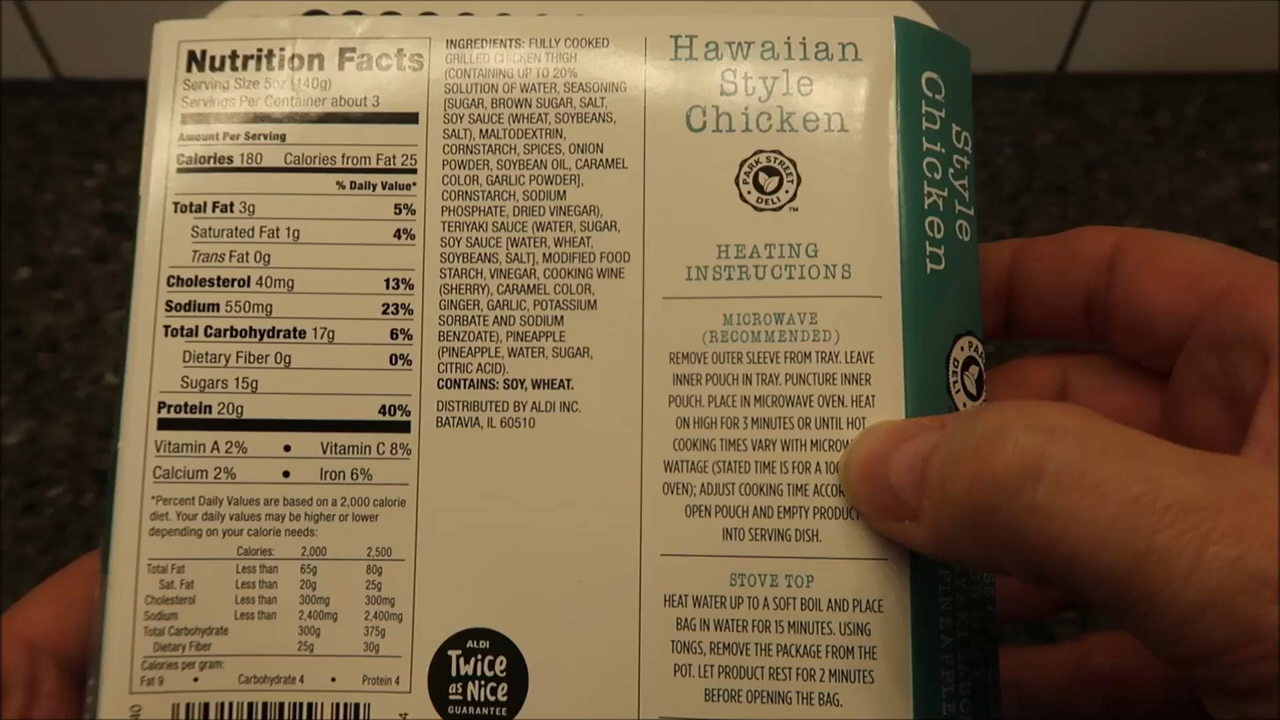 Nutrition Facts
Serving Size 5oz (140g)
Servings Per Container about 3
Amount Per Serving
Calories 180 Calories from Fat 25
% Daily Value*
Total Fat 3g 5%
Saturated Fat 1g 4%
Trans Fat 0g
Cholesterol 40mg 13%
Sodium 550mg 23%
Total Carbohydrate 17g 6%
Dietary Fiber 0g 0%
Sugars 15g
Protein 20g 40%
Vitamin A 2% • Vitamin C 8%
Calcium 2% • Iron 6%
*Percent Daily Values are based on a 2,000 calorie
diet. Your daily values may be higher or lower
depending on your calorie needs:
Calories: 2,000 2,500
Total Fat Less than 65g 80g
Sat. Fat Less than 20g 25g
Cholesterol Less than 300mg 300mg
Sodium Less than 2,400mg 2,400mg
Total Carbohydrate 300g 375g
Dietary Fiber 25g 30g
Calories per gram:
Fat 9 • Carbohydrate 4 • Protein 4
INGREDIENTS: FULLY COOKED
GRILLED CHICKEN THIGH
(CONTAINING UP TO 20%
SOLUTION OF WATER, SEASONING
[SUGAR, BROWN SUGAR, SALT,
SOY SAUCE (WHEAT, SOYBEANS,
SALT), MALTODEXTRIN,
CORNSTARCH, SPICES, ONION
POWDER, SOYBEAN OIL, CARAMEL
COLOR, GARLIC POWDER],
CORNSTARCH, SODIUM
PHOSPHATE, DRIED VINEGAR),
TERIYAKI SAUCE (WATER, SUGAR,
SOY SAUCE [WATER, WHEAT,
SOYBEANS, SALT], MODIFIED FOOD
STARCH, VINEGAR, COOKING WINE
(SHERRY), CARAMEL COLOR,
GINGER, GARLIC, POTASSIUM
SORBATE AND SODIUM
BENZOATE), PINEAPPLE
(PINEAPPLE, WATER, SUGAR,
CITRIC ACID).
CONTAINS: SOY, WHEAT.
DISTRIBUTED BY ALDI INC.
BATAVIA, IL 60510
ALDI
Twice
as Nice
GUARANTEE
Hawaiian
Style
Chicken
PARK STREET
DELI
TM
HEATING
INSTRUCTIONS
MICROWAVE
(RECOMMENDED)
REMOVE OUTER SLEEVE FROM TRAY. LEAVE
INNER POUCH IN TRAY. PUNCTURE INNER
POUCH. PLACE IN MICROWAVE OVEN. HEAT
ON HIGH FOR 3 MINUTES OR UNTIL HOT
COOKING TIMES VARY WITH MICROW
WATTAGE (STATED TIME IS FOR A 100
OVEN); ADJUST COOKING TIME ACCOR
OPEN POUCH AND EMPTY PRODUCT
INTO SERVING DISH.
STOVE TOP
HEAT WATER UP TO A SOFT BOIL AND PLACE
BAG IN WATER FOR 15 MINUTES. USING
TONGS, REMOVE THE PACKAGE FROM THE
POT. LET PRODUCT REST FOR 2 MINUTES
BEFORE OPENING THE BAG.
Style
Chicken
PA
DELI